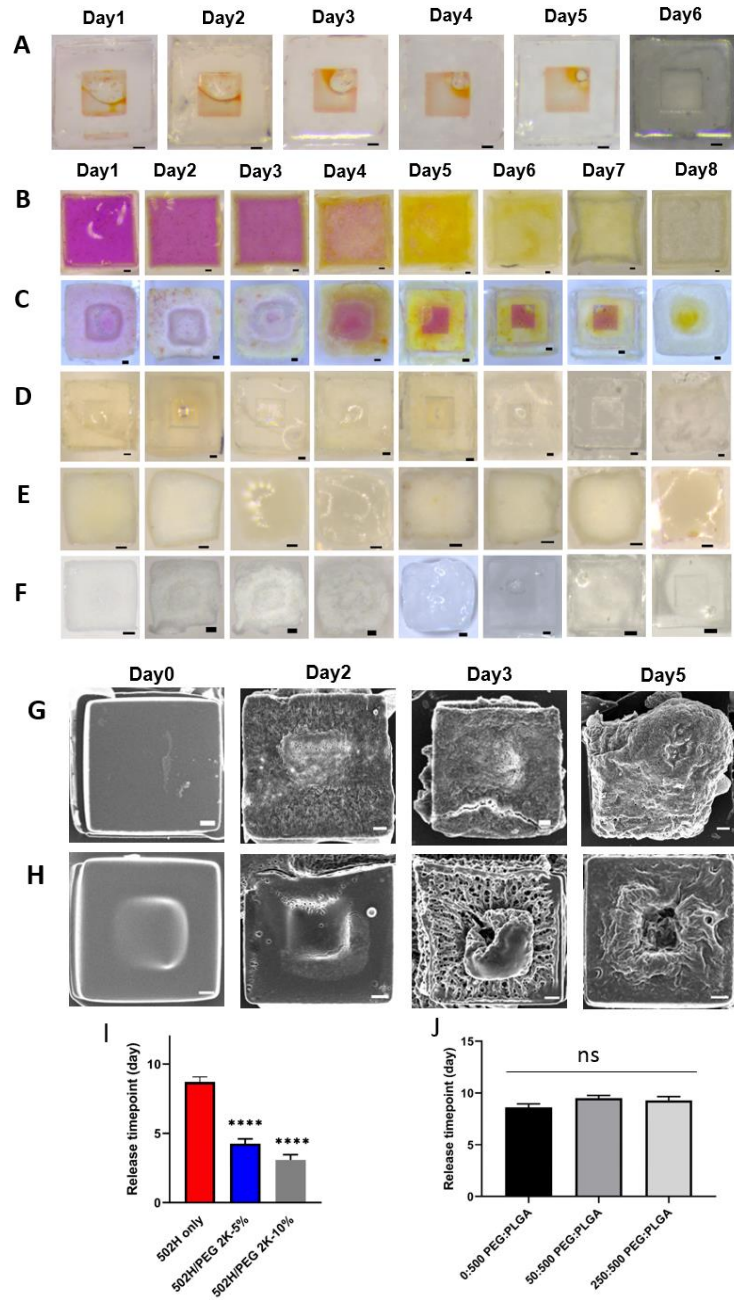 Day1 Day2 Day3 Day4 Day5 Day6
A
Day1 Day2 Day3 Day4 Day5 Day6 Day7 Day8
B
C
D
E
F
Day0 Day2 Day3 Day5
G
H
I
Release timepoint (day)
10
5
0
****
****
502H only
502H/PEG 2K-5%
502H/PEG 2K-10%
J
Release timepoint (day)
15
10
5
0
ns
0:500 PEG:PLGA
50:500 PEG:PLGA
250:500 PEG:PLGA